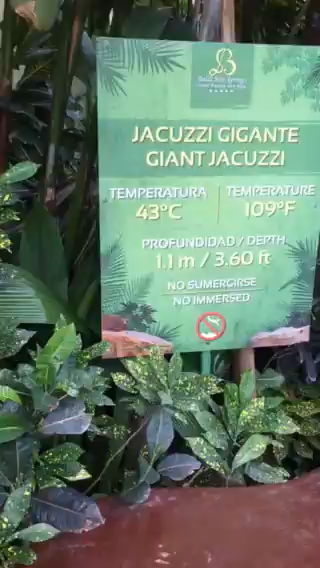 JACUZZI GIGANTE
GIANT JACUZZI
TEMPERATURA
43°C
TEMPERATURE
109°F
PROFUNDIDAD / DEPTH
1.1 m / 3.60 ft
NO SUMERGIRSE
NO IMMERSED